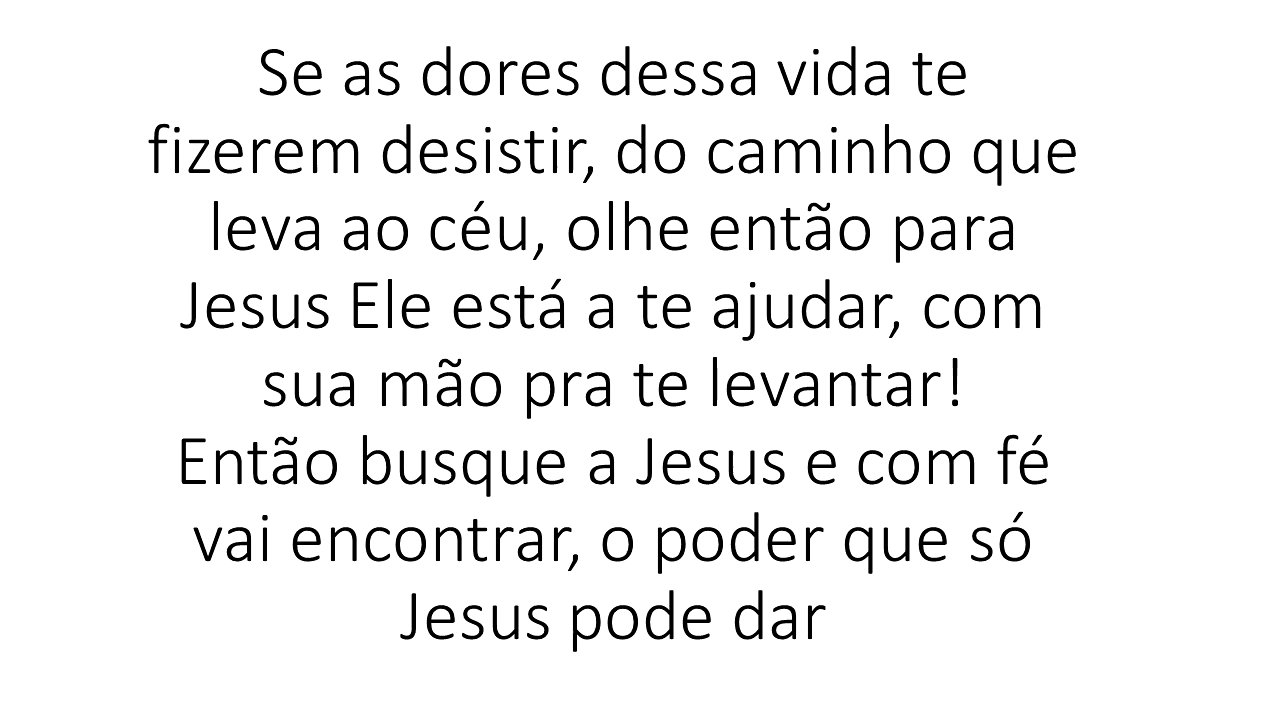 Se as dores dessa vida te
fizerem desistir, do caminho que
leva ao céu, olhe então para
Jesus Ele está a te ajudar, com
sua mão pra te levantar!
Então busque a Jesus e com fé
vai encontrar, o poder que só
Jesus pode dar